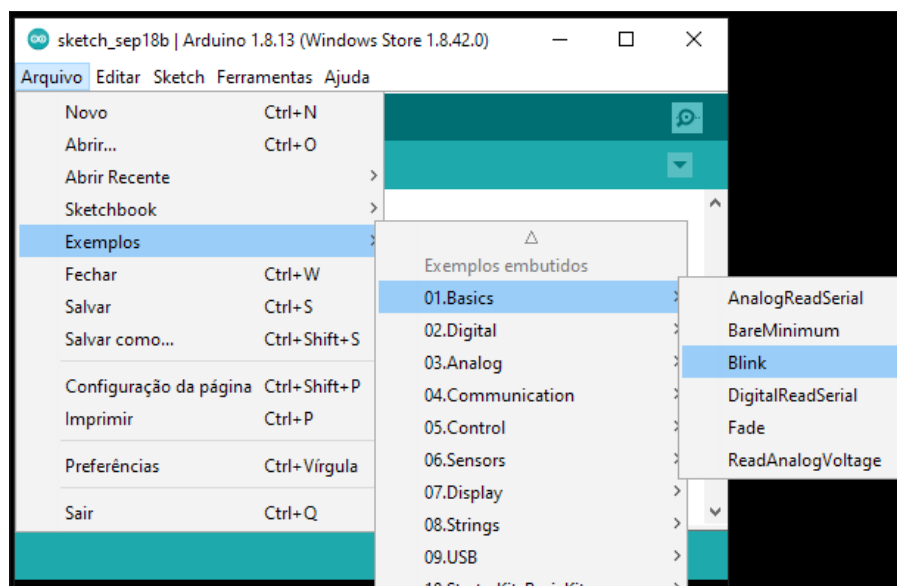 sketch_sep18b | Arduino 1.8.13 (Windows Store 1.8.42.0)
Arquivo Editar Sketch Ferramentas Ajuda
Novo Ctrl+N
Abrir... Ctrl+O
Abrir Recente
Sketchbook
Exemplos
Fechar Ctrl+W
Salvar Ctrl+S
Salvar como... Ctrl+Shift+S
Configuração da página Ctrl+Shift+P
Imprimir Ctrl+P
Preferências Ctrl+Vírgula
Sair Ctrl+Q
Exemplos embutidos
01.Basics
02.Digital
03.Analog
04.Communication
05.Control
06.Sensors
07.Display
08.Strings
09.USB
AnalogReadSerial
BareMinimum
Blink
DigitalReadSerial
Fade
ReadAnalogVoltage